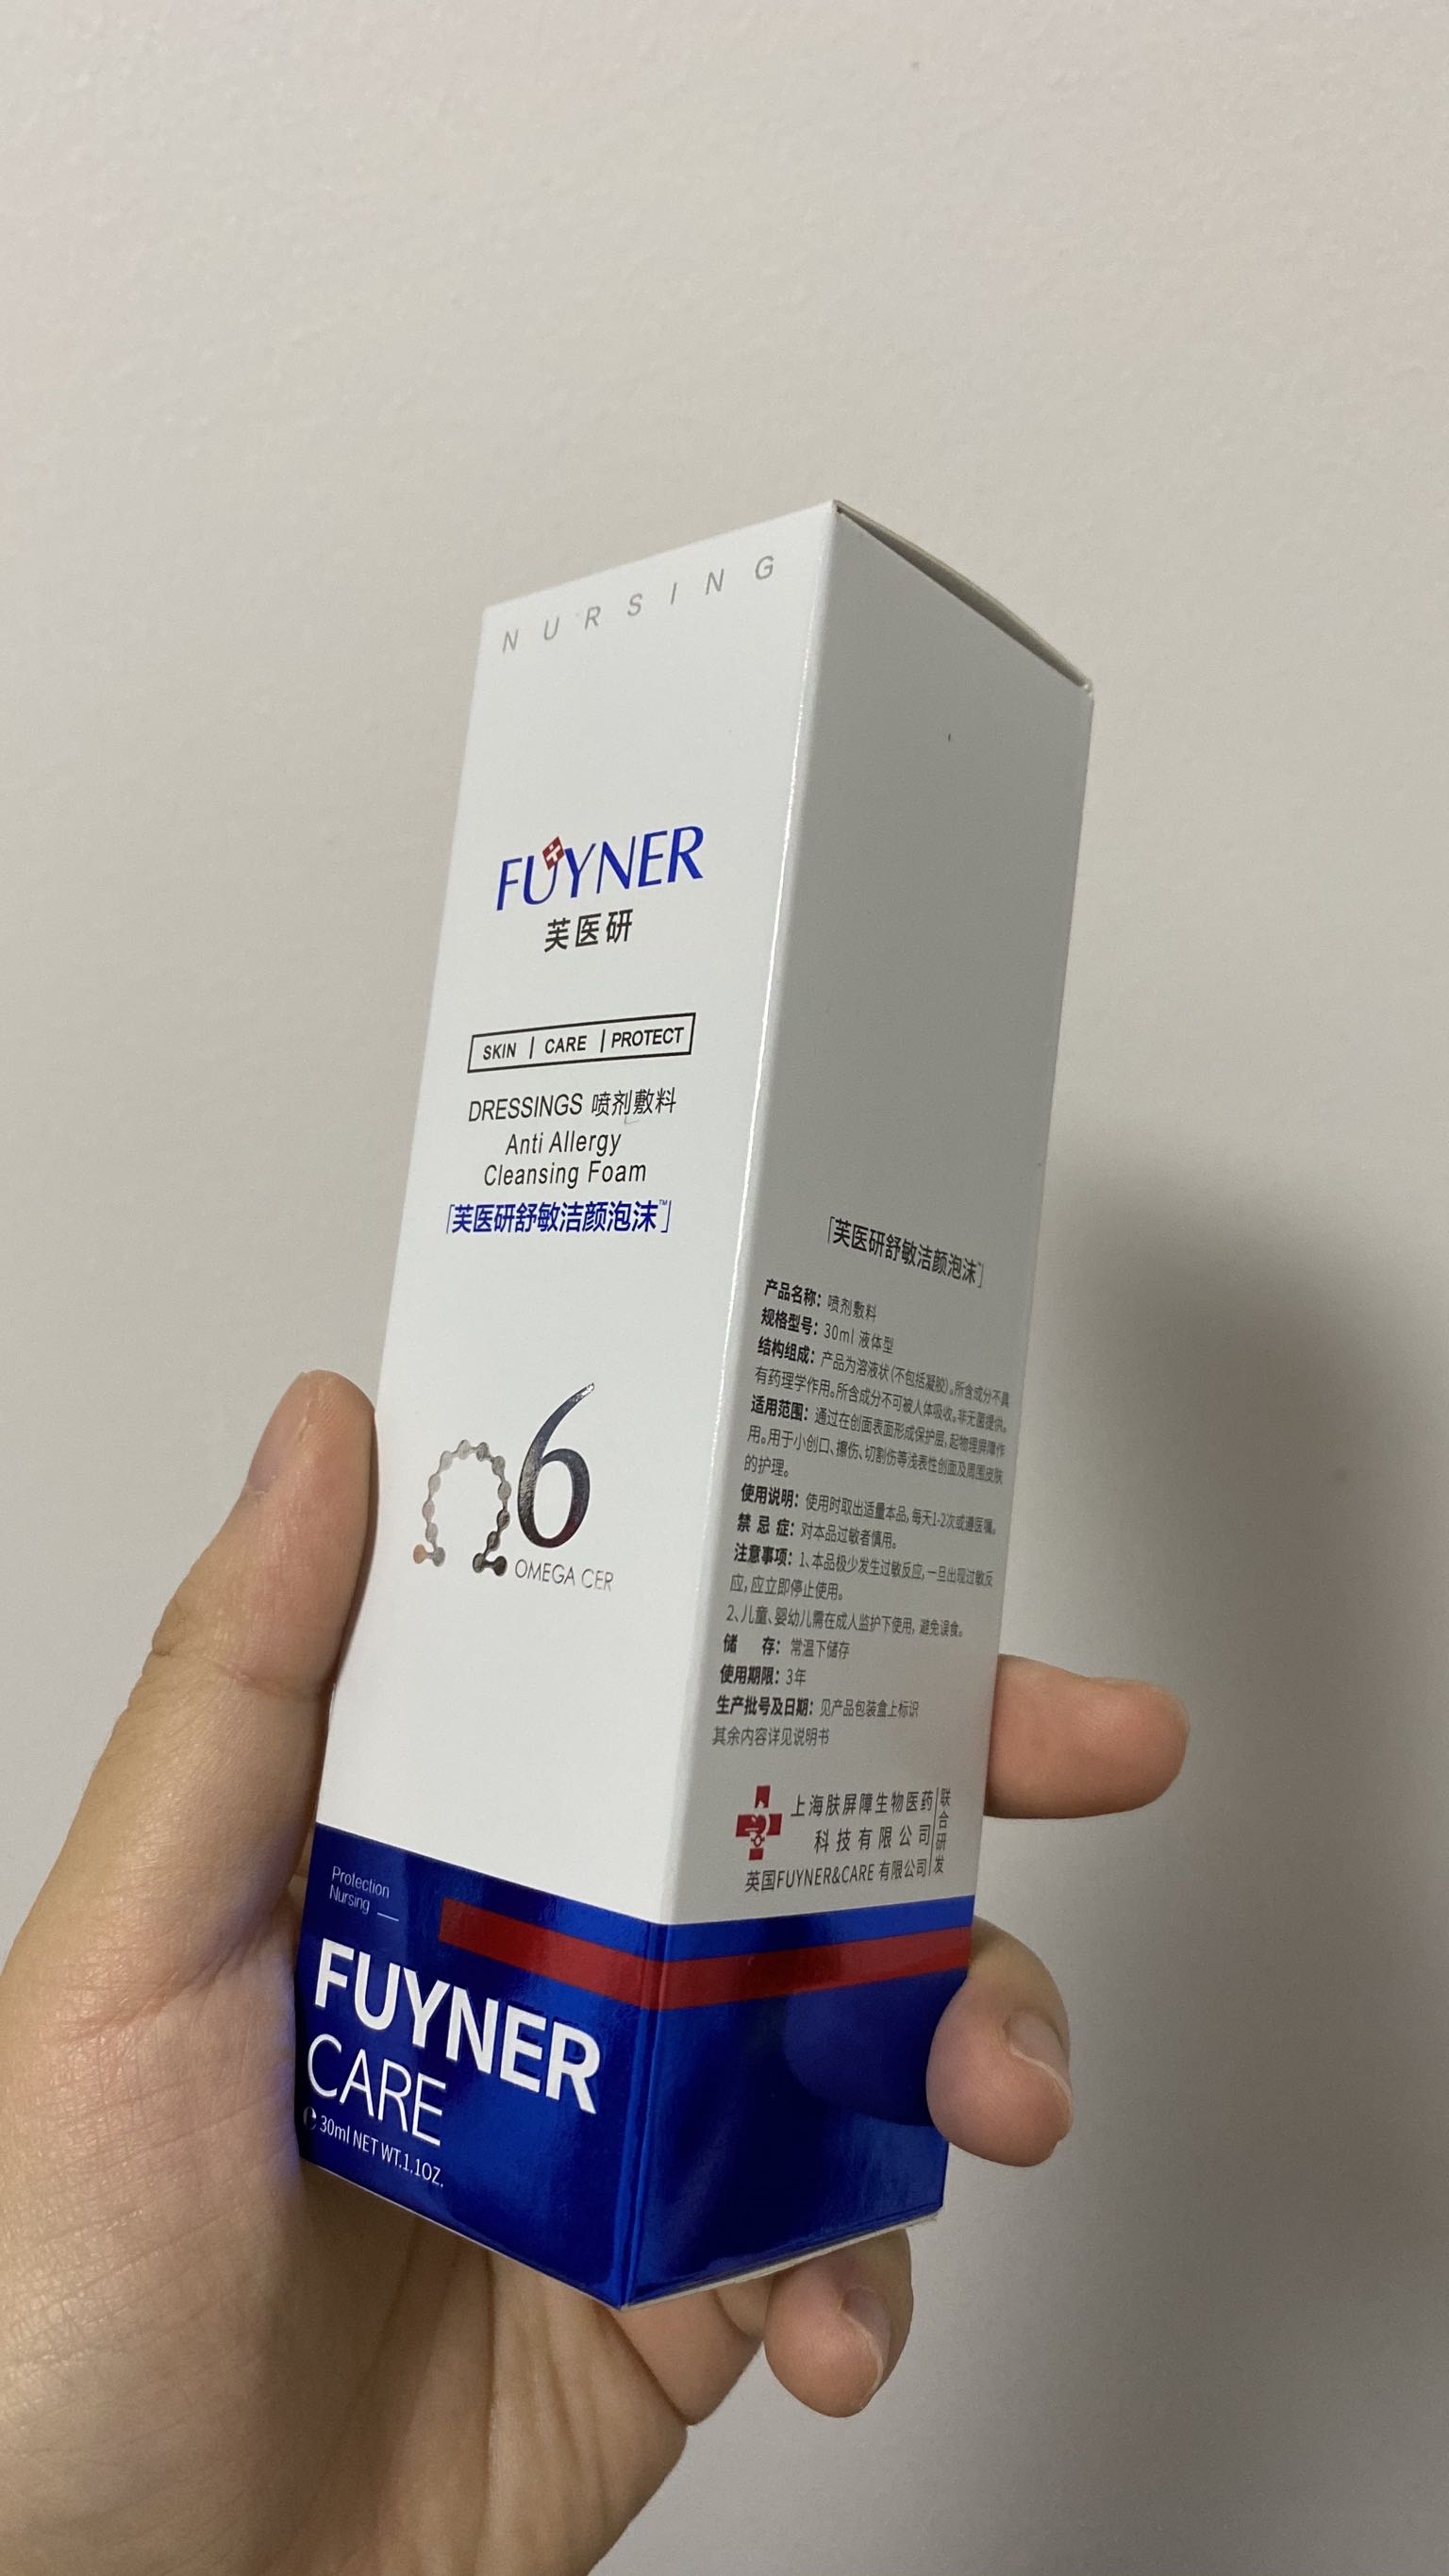 NURSING
FUYNER
芙医研
SKIN | CARE | PROTECT
DRESSINGS 喷剂敷料
Anti Allergy
Cleansing Foam
「芙医研舒敏洁颜泡沫™」
Ω6
OMEGA CER
Protection
Nursing
FUYNER
CARE
℮ 30ml NET WT.1.1OZ.
「芙医研舒敏洁颜泡沫™」
产品名称：喷剂敷料
规格型号：30ml 液体型
结构组成：产品为溶液状（不包括凝胶）。所含成分不具
有药理学作用。所含成分不可被人体吸收。非无菌提供。
适用范围：通过在创面表面形成保护层，起物理屏障作
用。用于小创口、擦伤、切割伤等浅表性创面及周围皮肤
的护理。
使用说明：使用时取出适量本品，每天1-2次或遵医嘱。
禁忌症：对本品过敏者慎用。
注意事项：1、本品极少发生过敏反应，一旦出现过敏反
应，应立即停止使用。
2、儿童、婴幼儿需在成人监护下使用，避免误食。
储存：常温下储存
使用期限：3年
生产批号及日期：见产品包装盒上标识
其余内容详见说明书
上海肤屏障生物医药
科技有限公司
英国FUYNER&CARE 有限公司
联合研发